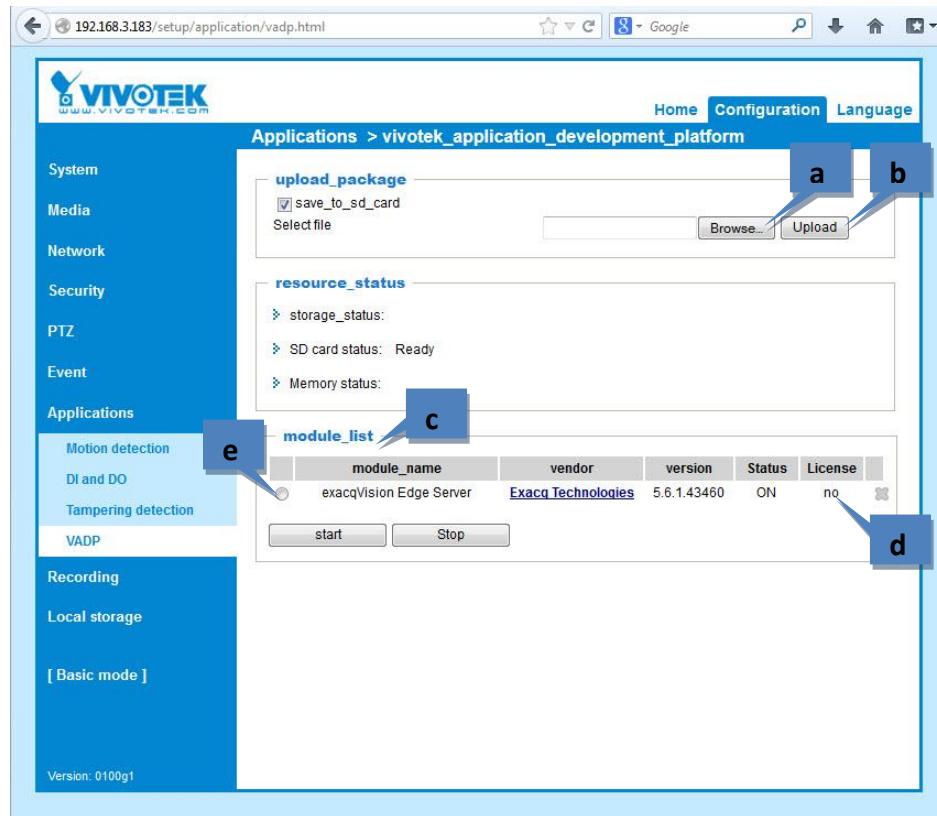 192.168.3.183/setup/application/vadp.html
Google
VIVOTEK
www.vivotek.com
Home Configuration Language
Applications > vivotek_application_development_platform
System
Media
Network
Security
PTZ
Event
Applications
Motion detection
DI and DO
Tampering detection
VADP
Recording
Local storage
[ Basic mode ]
Version: 0100g1
upload_package
a
b
save_to_sd_card
Select file
Browse... Upload
resource_status
storage_status:
SD card status: Ready
Memory status:
c
module_list
e
module_name vendor version Status License
exacqVision Edge Server Exacq Technologies 5.6.1.43460 ON no
start Stop
d